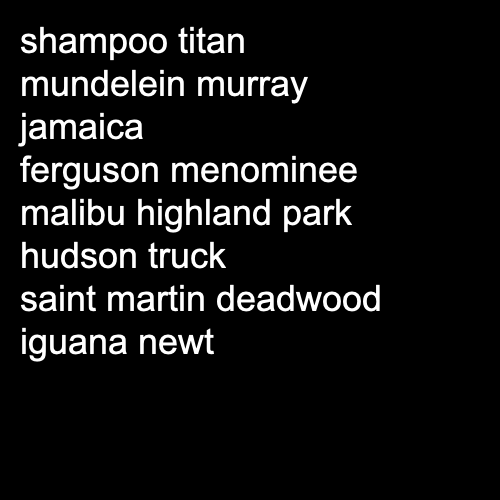 shampoo titan
mundelein murray
jamaica
ferguson menominee
malibu highland park
hudson truck
saint martin deadwood
iguana newt